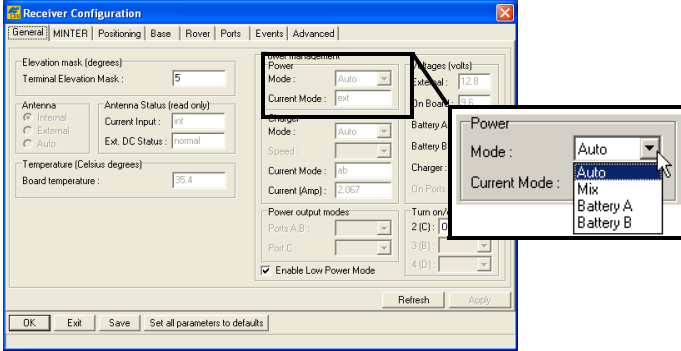 Receiver Configuration
General MINTER Positioning Base Rover Ports Events Advanced
Elevation mask (degrees)
Terminal Elevation Mask : 5
Antenna
Internal
External
Auto
Antenna Status (read only)
Current Input : int
Ext. DC Status : normal
Temperature (Celsius degrees)
Board temperature : 35.4
Power management
Power
Mode : Auto
Current Mode : ext
Charger
Mode : Auto
Speed :
Current Mode : ab
Current (Amp) : 2.067
Power output modes
Ports A,B :
Port C :
Enable Low Power Mode
Voltages (volts)
External : 12.8
On Board : 9.6
Battery A
Battery B
Charger :
On Ports
Turn on/
2 (C) : 0
3 (B) :
4 (D) :
Refresh Apply
OK Exit Save Set all parameters to defaults
Power
Mode : Auto
Current Mode :
Auto
Mix
Battery A
Battery B